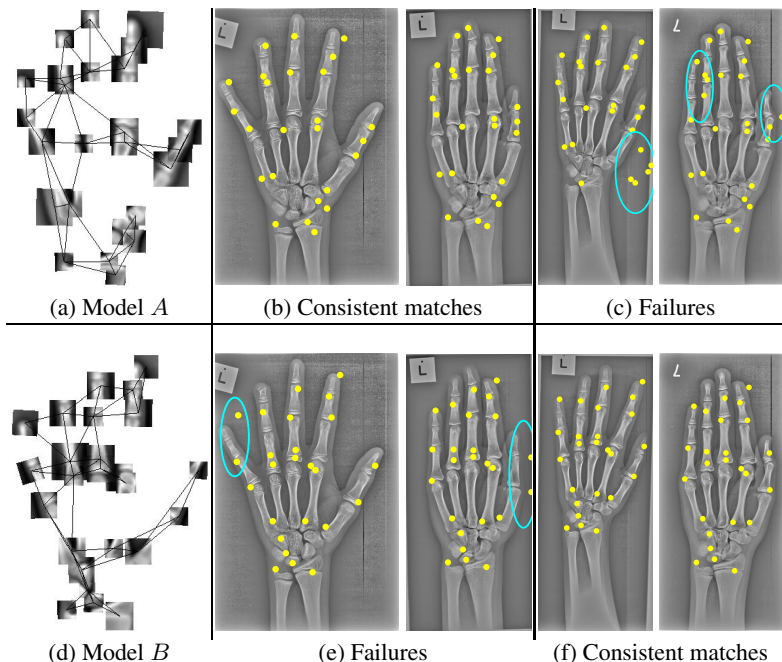 L
L
L
L
(a) Model A
(b) Consistent matches
(c) Failures
L
L
L
L
(d) Model B
(e) Failures
(f) Consistent matches